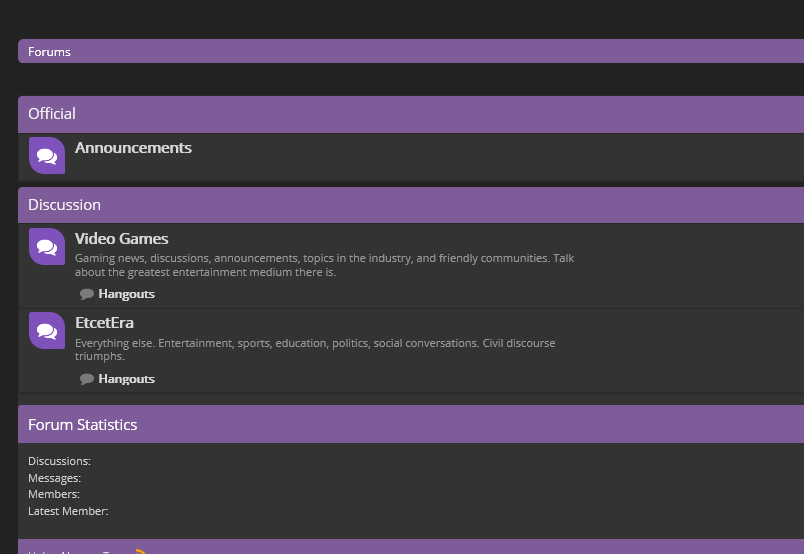 Forums
Official
Announcements
Discussion
Video Games
Gaming news, discussions, announcements, topics in the industry, and friendly communities. Talk
about the greatest entertainment medium there is.
Hangouts
EtcetEra
Everything else. Entertainment, sports, education, politics, social conversations. Civil discourse
triumphs.
Hangouts
Forum Statistics
Discussions:
Messages:
Members:
Latest Member: